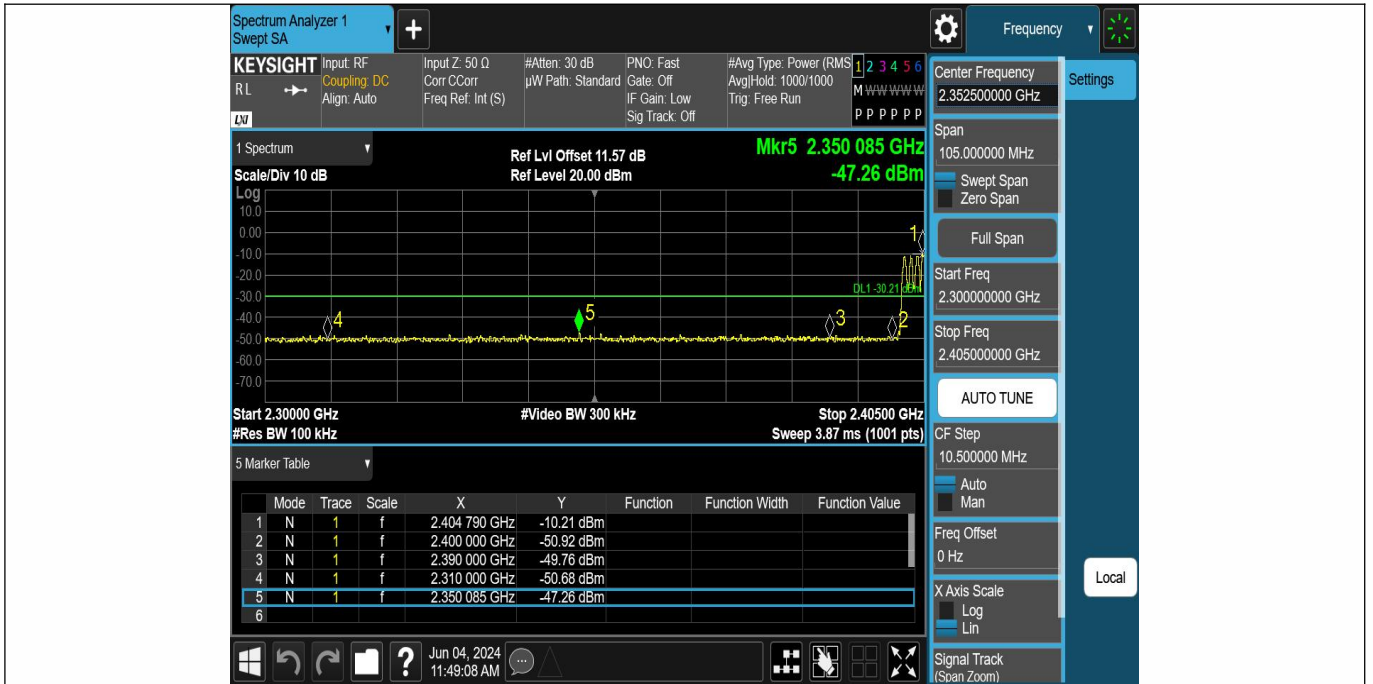 Spectrum Analyzer 1
Swept SA
+
Frequency
KEYSIGHT
RL
LXI
Input: RF
Coupling: DC
Align: Auto
Input Z: 50 Ω
Corr CCorr
Freq Ref: Int (S)
#Atten: 30 dB
µW Path: Standard
PNO: Fast
Gate: Off
IF Gain: Low
Sig Track: Off
#Avg Type: Power (RMS
Avg|Hold: 1000/1000
Trig: Free Run
1 2 3 4 5 6
M W W W W W
P P P P P P
Center Frequency
2.352500000 GHz
Settings
Span
105.000000 MHz
Swept Span
Zero Span
Full Span
Start Freq
2.300000000 GHz
Stop Freq
2.405000000 GHz
AUTO TUNE
CF Step
10.500000 MHz
Auto
Man
Freq Offset
0 Hz
X Axis Scale
Log
Lin
Signal Track
(Span Zoom)
Local
1 Spectrum
Scale/Div 10 dB
Ref Lvl Offset 11.57 dB
Ref Level 20.00 dBm
Mkr5 2.350 085 GHz
-47.26 dBm
Log
10.0
0.00
-10.0
-20.0
-30.0
-40.0
-50.0
-60.0
-70.0
1
DL1 -30.21 dBm
4
5
3
2
Start 2.30000 GHz
#Video BW 300 kHz
Stop 2.40500 GHz
#Res BW 100 kHz
Sweep 3.87 ms (1001 pts)
5 Marker Table
Mode Trace Scale X Y Function Function Width Function Value
1 N 1 f 2.404 790 GHz -10.21 dBm
2 N 1 f 2.400 000 GHz -50.92 dBm
3 N 1 f 2.390 000 GHz -49.76 dBm
4 N 1 f 2.310 000 GHz -50.68 dBm
5 N 1 f 2.350 085 GHz -47.26 dBm
6
?
Jun 04, 2024
11:49:08 AM